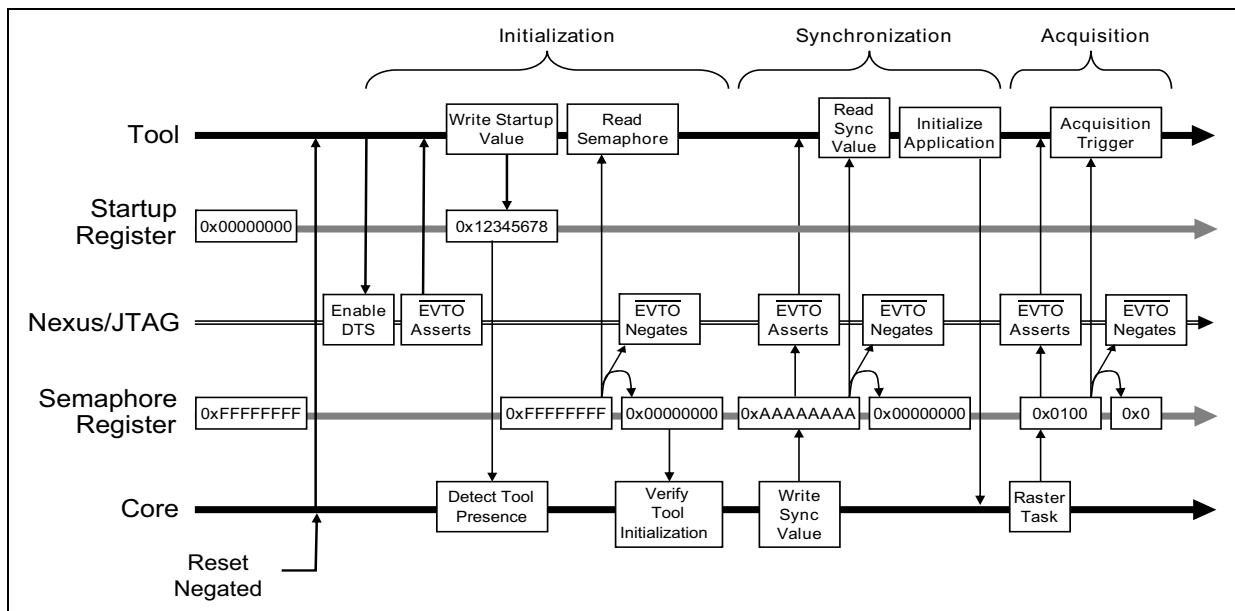 Initialization
Synchronization
Acquisition
Tool
Write Startup
Value
Read
Semaphore
Read
Sync
Value
Initialize
Application
Acquisition
Trigger
Startup
Register
0x00000000
0x12345678
Nexus/JTAG
Enable
DTS
EVTO
Asserts
EVTO
Negates
EVTO
Asserts
EVTO
Negates
EVTO
Asserts
EVTO
Negates
Semaphore
Register
0xFFFFFFFF
0xFFFFFFFF
0x00000000
0xAAAAAAAA
0x00000000
0x0100
0x0
Core
Detect Tool
Presence
Verify
Tool
Initialization
Write
Sync
Value
Raster
Task
Reset
Negated